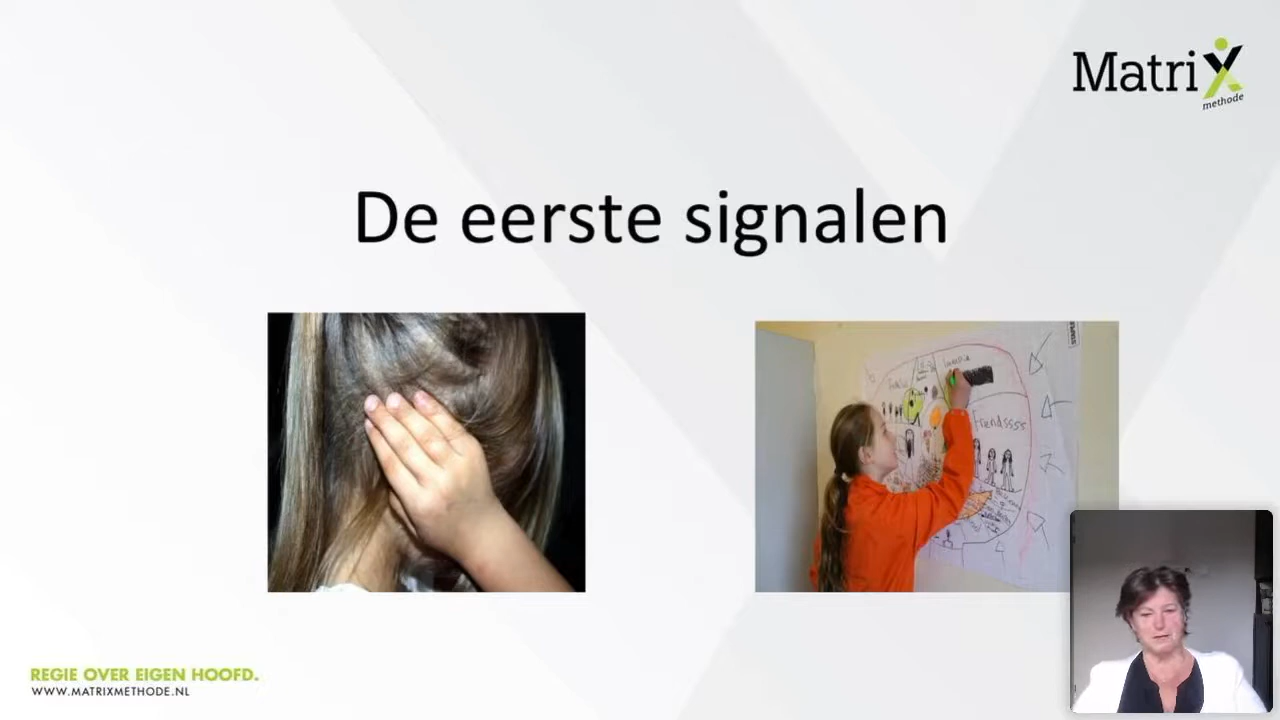 MatriX
methode
De eerste signalen
Friendssss
REGIE OVER EIGEN HOOFD.
WWW.MATRIXMETHODE.NL